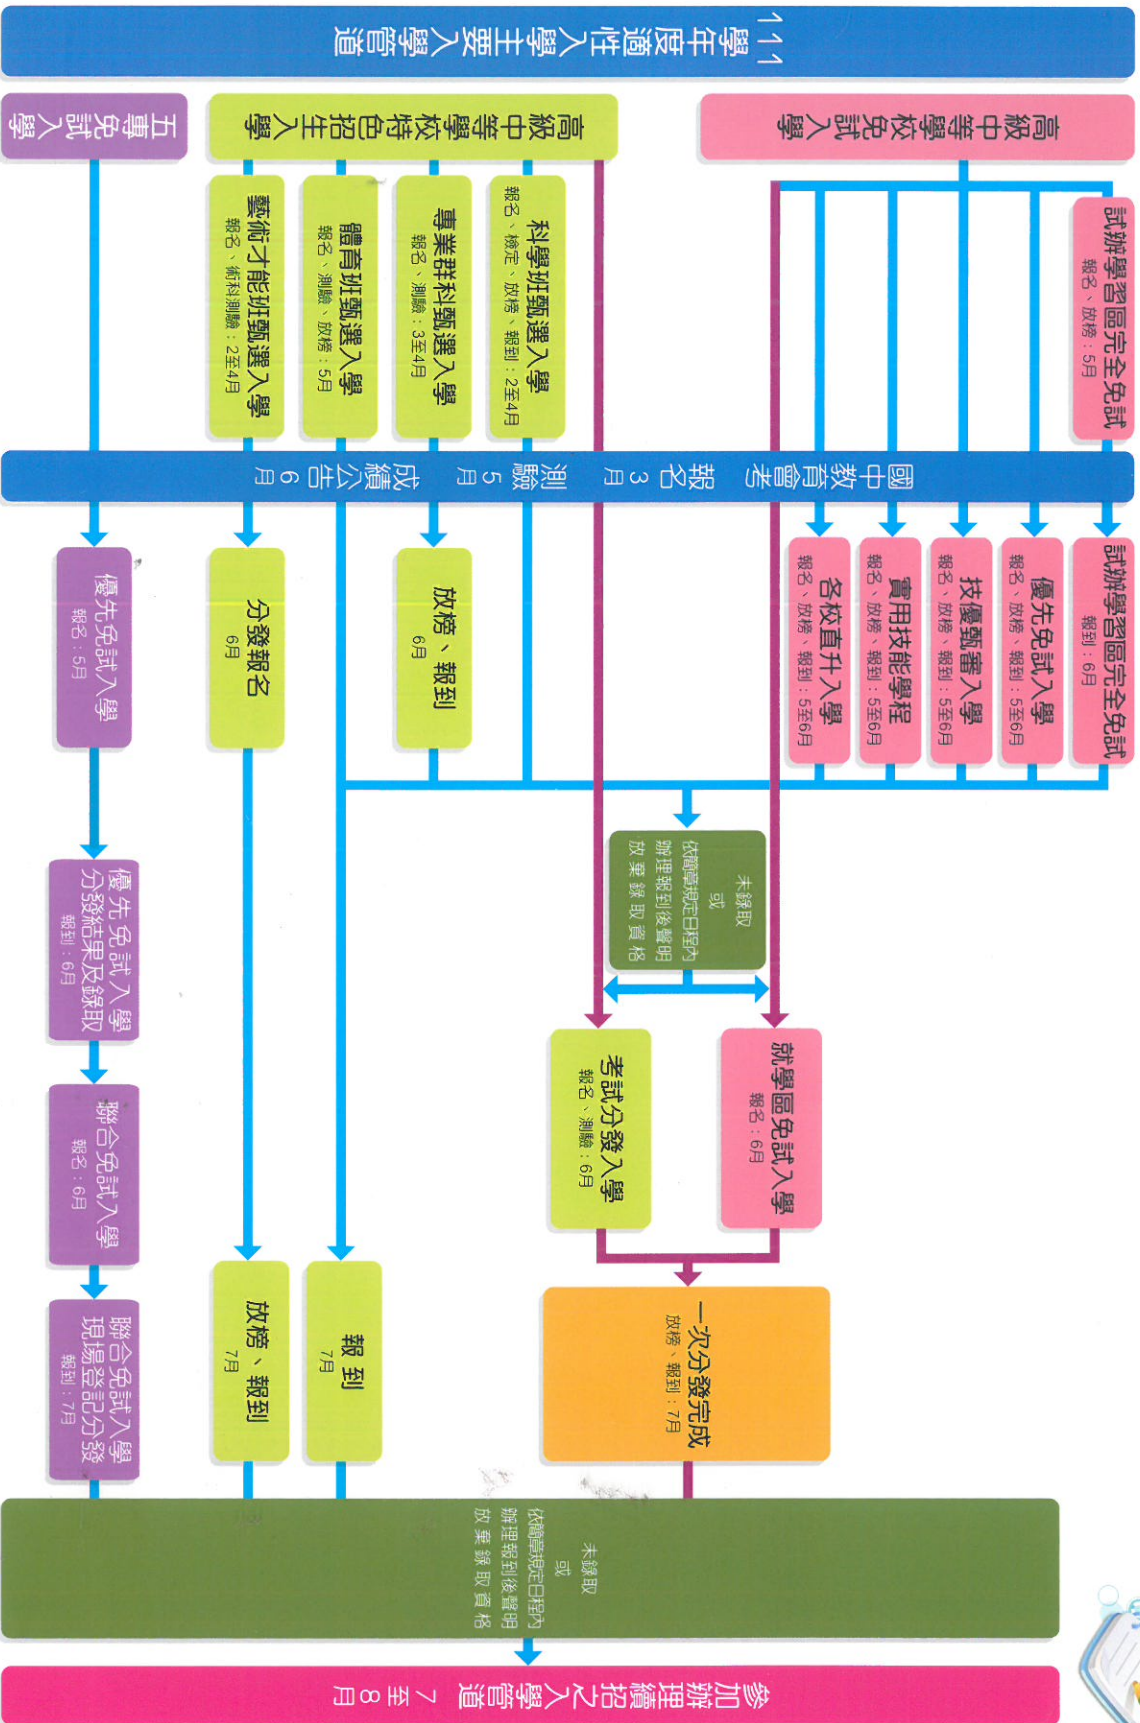 111學年度適性入學主要入學管道
高級中等學校免試入學
高級中等學校特色招生入學
五專免試入學
試辦學習區完全免試
報名、放榜：5月
科學班甄選入學
報名、檢定、放榜、報到：2至4月
專業群科甄選入學
報名、測驗：3至4月
體育班甄選入學
報名、測驗、放榜：5月
藝術才能班甄選入學
報名、術科測驗：2至4月
國中教育會考 報名 3月 測驗 5月 成績公告 6月
試辦學習區完全免試
報到：6月
優先免試入學
報名、放榜、報到：5至6月
技優甄審入學
報名、放榜、報到：5至6月
實用技能學程
報名、放榜、報到：5至6月
各校直升入學
報名、放榜、報到：5至6月
放榜、報到
6月
分發報名
6月
優先免試入學
報名：5月
未錄取
或
依簡章規定日程內
辦理報到後聲明
放棄錄取資格
優先免試入學
分發結果及錄取
報到：6月
就學區免試入學
報名：6月
考試分發入學
報名、測驗：6月
聯合免試入學
報名：6月
一次分發完成
放榜、報到：7月
報到
7月
放榜、報到
7月
聯合免試入學
現場登記分發
報到：7月
未錄取
或
依簡章規定日程內
辦理報到後聲明
放棄錄取資格
參加辦理續招之入學管道 7至8月